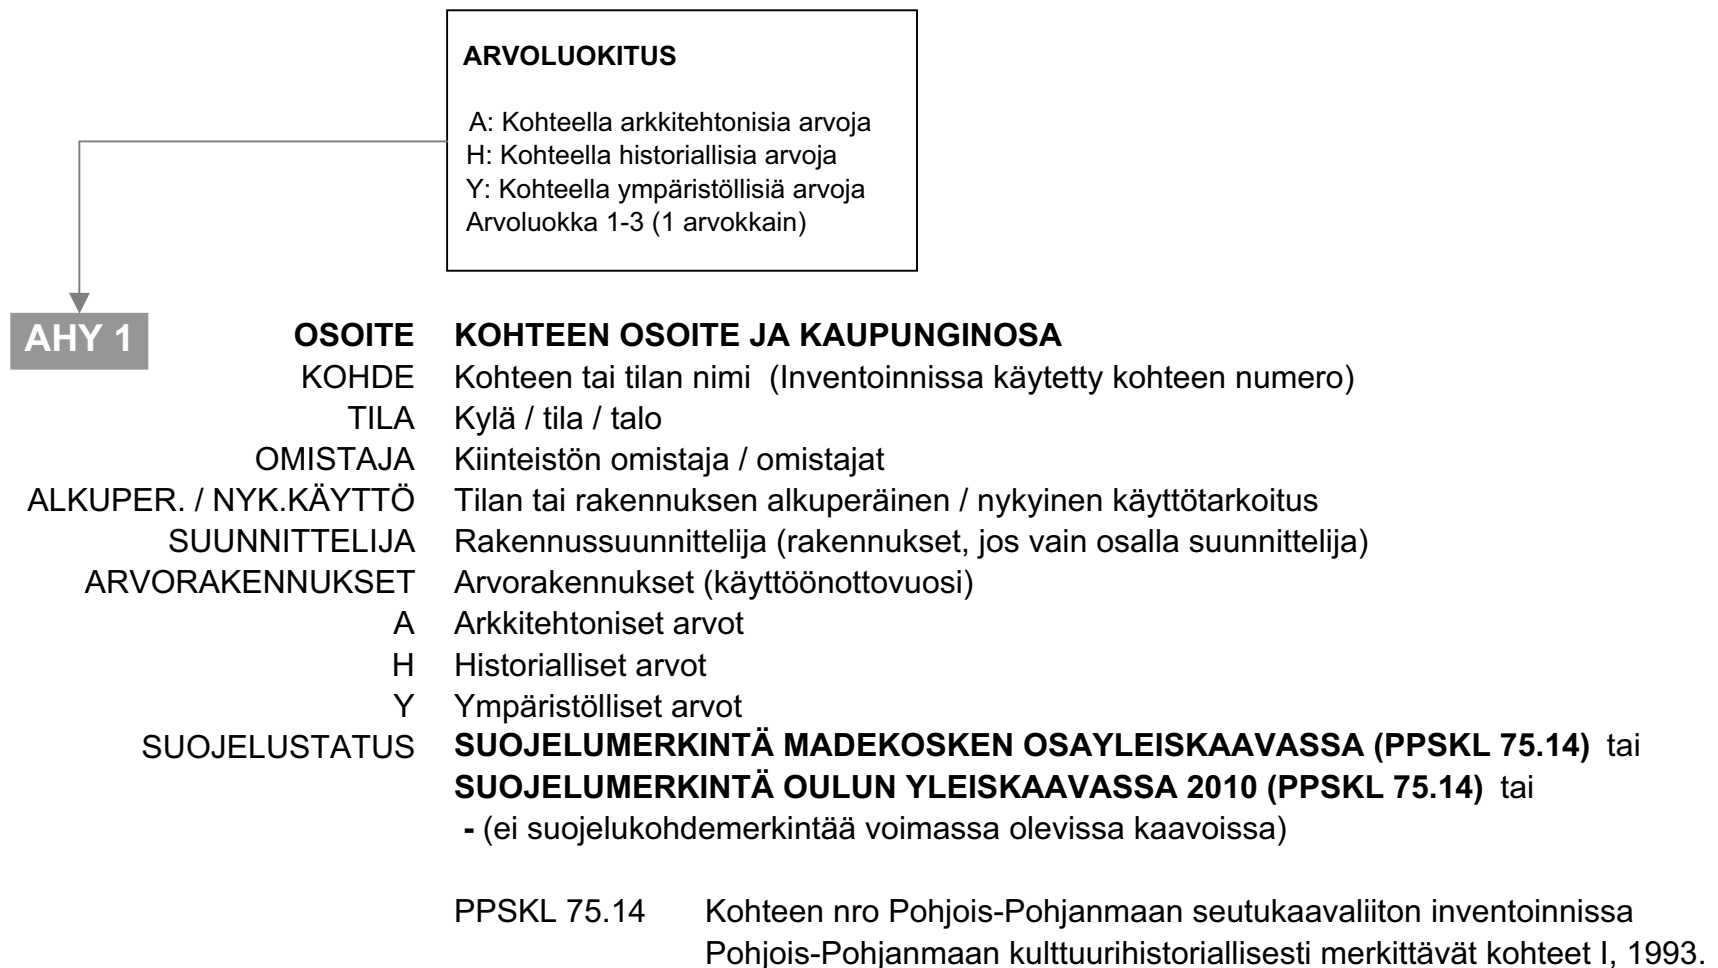 ARVOLUOKITUS
A: Kohteella arkkitehtonisia arvoja
H: Kohteella historiallisia arvoja
Y: Kohteella ympäristöllisiä arvoja
Arvoluokka 1-3 (1 arvokkain)
AHY 1 OSOITE KOHTEEN OSOITE JA KAUPUNGINOSA
KOHDE Kohteen tai tilan nimi (Inventoinnissa käytetty kohteen numero)
TILA Kylä / tila / talo
OMISTAJA Kiinteistön omistaja / omistajat
ALKUPER. / NYK.KÄYTTÖ Tilan tai rakennuksen alkuperäinen / nykyinen käyttötarkoitus
SUUNNITTELIJA Rakennussuunnittelija (rakennukset, jos vain osalla suunnittelija)
ARVORAKENNUKSET Arvorakennukset (käyttöönottovuosi)
A Arkkitehtoniset arvot
H Historialliset arvot
Y Ympäristölliset arvot
SUOJELUSTATUS SUOJELUMERKINTÄ MADEKOSKEN OSAYLEISKAAVASSA (PPSKL 75.14) tai
SUOJELUMERKINTÄ OULUN YLEISKAAVASSA 2010 (PPSKL 75.14) tai
- (ei suojelukohdemerkintää voimassa olevissa kaavoissa)
PPSKL 75.14 Kohteen nro Pohjois-Pohjanmaan seutukaavaliiton inventoinnissa
Pohjois-Pohjanmaan kulttuurihistoriallisesti merkittävät kohteet I, 1993.